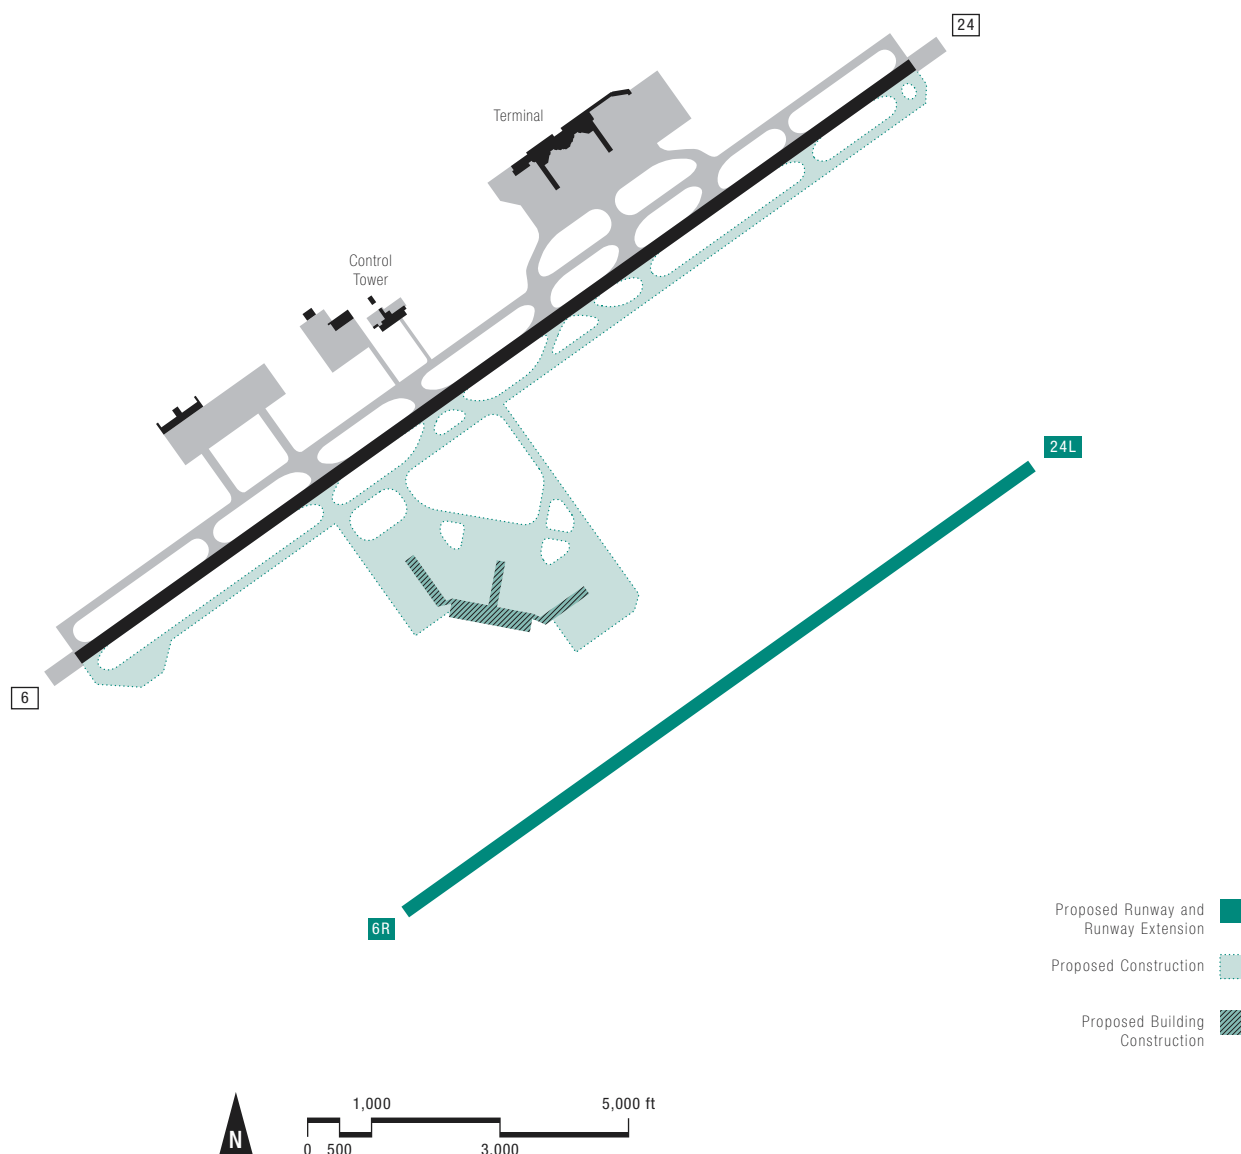 24
Terminal
Control
Tower
24L
6
6R
Proposed Runway and
Runway Extension
Proposed Construction
Proposed Building
Construction
1,000
5,000 ft
N
0
500
3,000